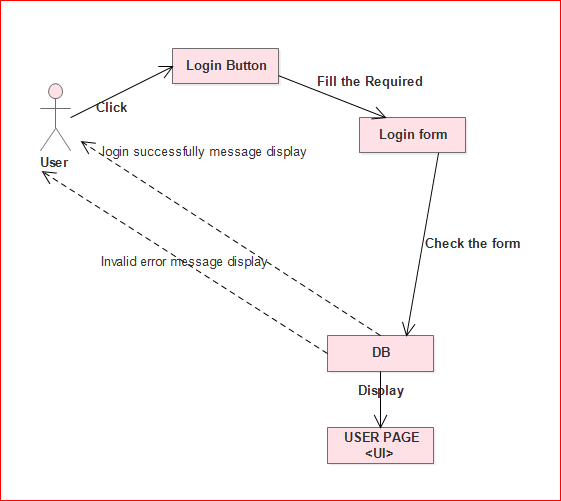 Login Button
Fill the Required
Click
Login form
login successfully message display
User
Check the form
Invalid error message display
DB
Display
USER PAGE
<UI>